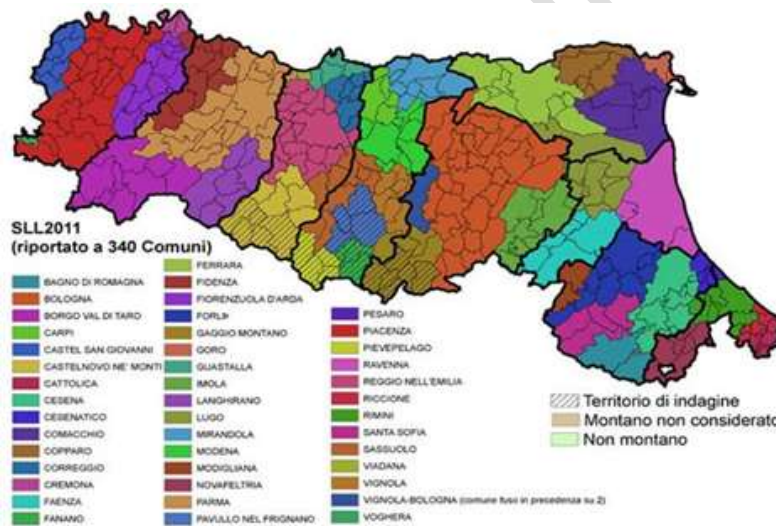 SLL2011
(riportato a 340 Comuni)
BAGNO DI ROMAGNA
BOLOGNA
BORGO VAL DI TARO
CARPI
CASTEL SAN GIOVANNI
CASTELNOVO NE' MONTI
CATTOLICA
CESENA
CESENATICO
COMACCHIO
COPPARO
CORREGGIO
CREMONA
FAENZA
FANANO
FERRARA
FIDENZA
FIORENZUOLA D'ARDA
FORLÌ
GAGGIO MONTANO
GORO
GUASTALLA
IMOLA
LANGHIRANO
LUGO
MIRANDOLA
MODENA
MODIGLIANA
NOVAFELTRIA
PARMA
PAVULLO NEL FRIGNANO
PESARO
PIACENZA
PIEVEPELAGO
RAVENNA
REGGIO NELL'EMILIA
RICCIONE
RIMINI
SANTA SOFIA
SASSUOLO
VIADANA
VIGNOLA
VIGNOLA-BOLOGNA (comune fuso in precedenza su 2)
VOGHERA
Territorio di indagine
Montano non considerato
Non montano